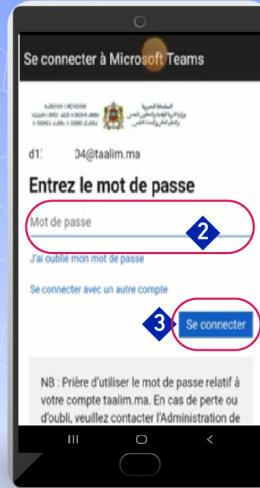 Se connecter à Microsoft Teams
المملكة المغربية
@taalim.ma
Entrez le mot de passe
Mot de passe
2
J'ai oublié mon mot de passe
Se connecter avec un autre compte
3
Se connecter
NB : Prière d'utiliser le mot de passe relatif à
votre compte taalim.ma. En cas de perte ou
d'oubli, veuillez contacter l'Administration de